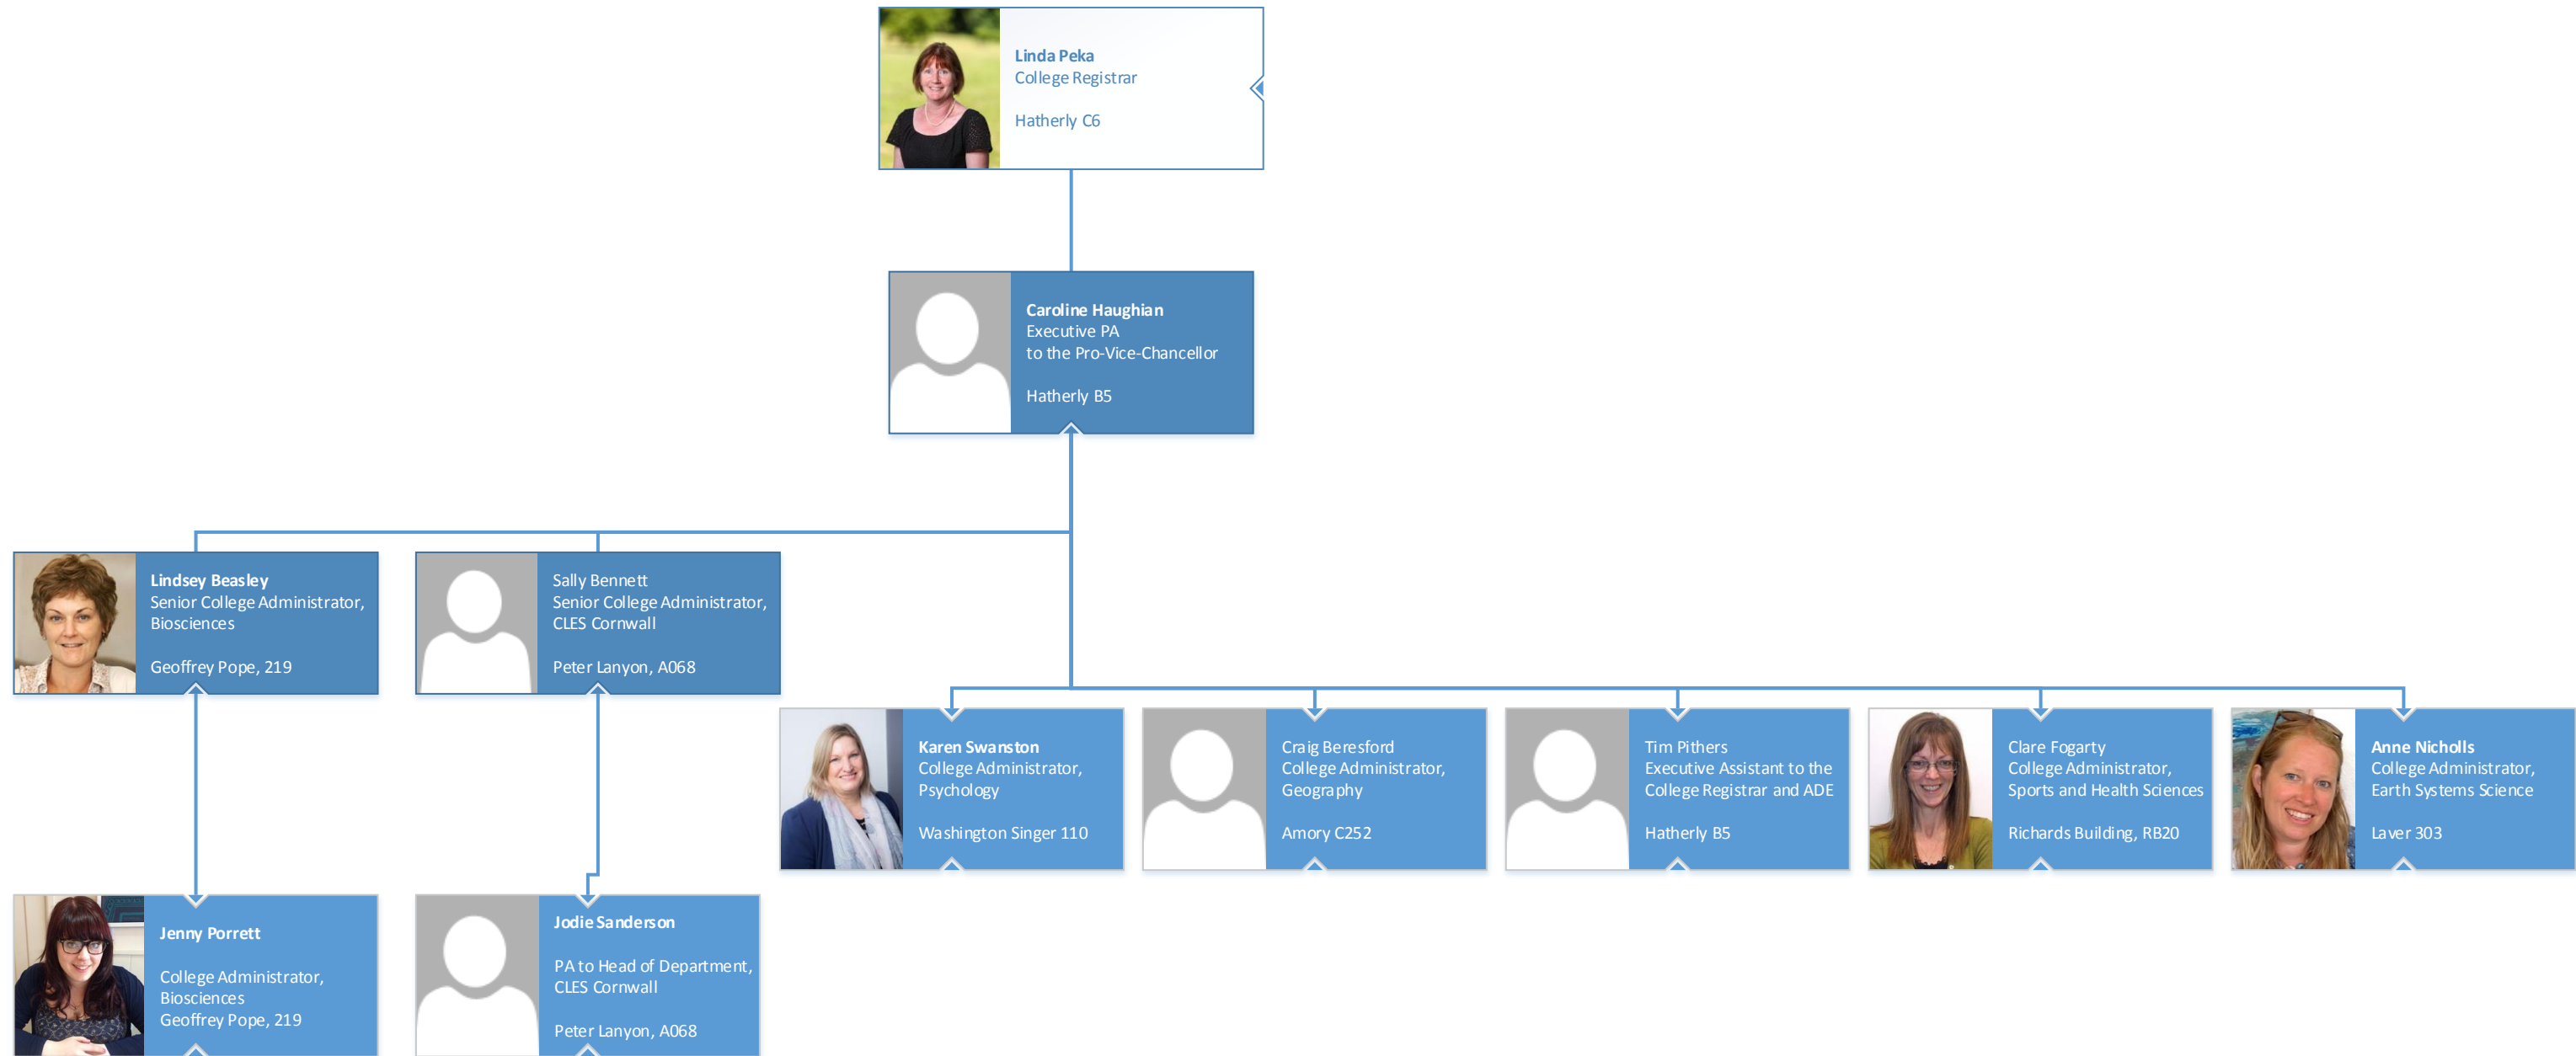 Linda Peka
College Registrar
Hatherly C6
Caroline Haughian
Executive PA
to the Pro-Vice-Chancellor
Hatherly B5
Lindsey Beasley
Senior College Administrator,
Biosciences
Geoffrey Pope, 219
Sally Bennett
Senior College Administrator,
CLES Cornwall
Peter Lanyon, A068
Karen Swanston
College Administrator,
Psychology
Washington Singer 110
Craig Beresford
College Administrator,
Geography
Amory C252
Tim Pithers
Executive Assistant to the
College Registrar and ADE
Hatherly B5
Clare Fogarty
College Administrator,
Sports and Health Sciences
Richards Building, RB20
Anne Nicholls
College Administrator,
Earth Systems Science
Laver 303
Jenny Porrett
College Administrator,
Biosciences
Geoffrey Pope, 219
Jodie Sanderson
PA to Head of Department,
CLES Cornwall
Peter Lanyon, A068